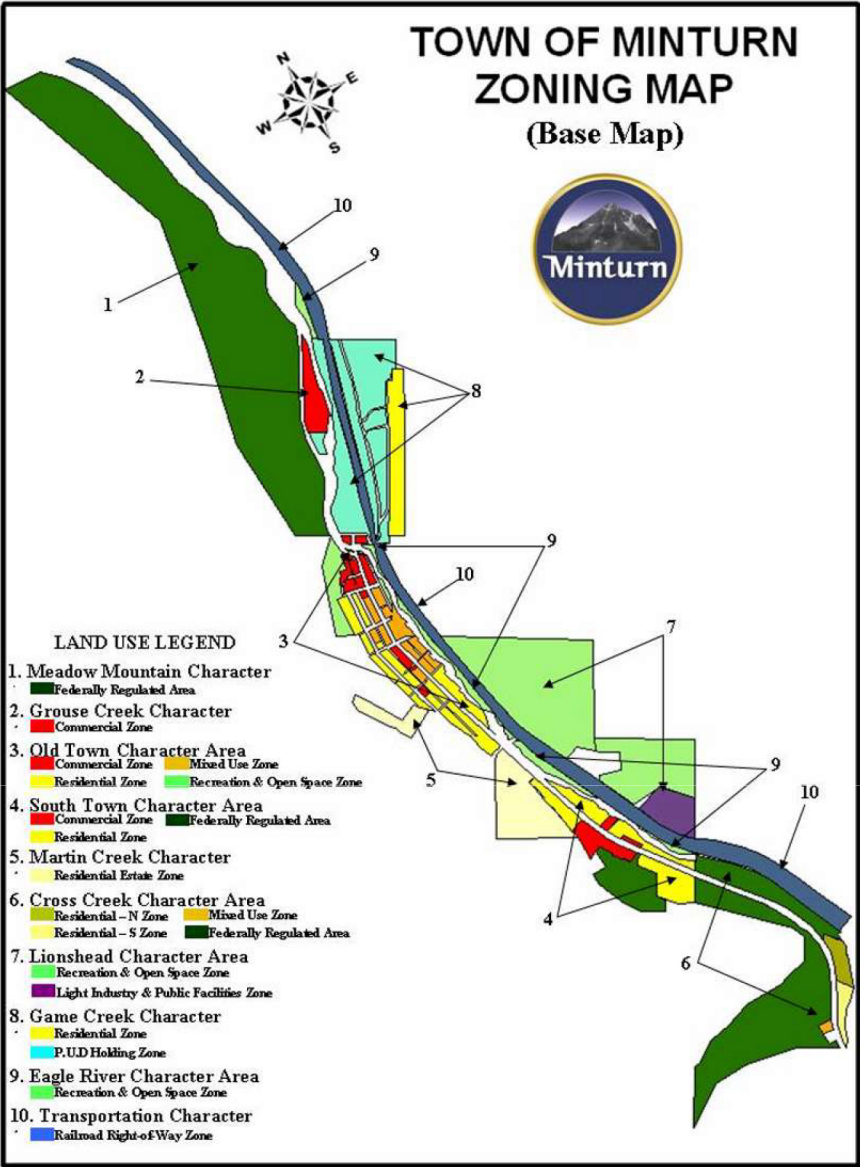 TOWN OF MINTURN
ZONING MAP
(Base Map)
N
E
W
S
Minturn
10
9
1
2
8
9
10
3
7
5
9
10
4
6
LAND USE LEGEND
1. Meadow Mountain Character
Federally Regulated Area
2. Grouse Creek Character
Commercial Zone
3. Old Town Character Area
Commercial Zone Mixed Use Zone
Residential Zone Recreation & Open Space Zone
4. South Town Character Area
Commercial Zone Federally Regulated Area
Residential Zone
5. Martin Creek Character
Residential Estate Zone
6. Cross Creek Character Area
Residential – N Zone Mixed Use Zone
Residential – S Zone Federally Regulated Area
7. Lionshead Character Area
Recreation & Open Space Zone
Light Industry & Public Facilities Zone
8. Game Creek Character
Residential Zone
P.U.D Holding Zone
9. Eagle River Character Area
Recreation & Open Space Zone
10. Transportation Character
Railroad Right-of-Way Zone